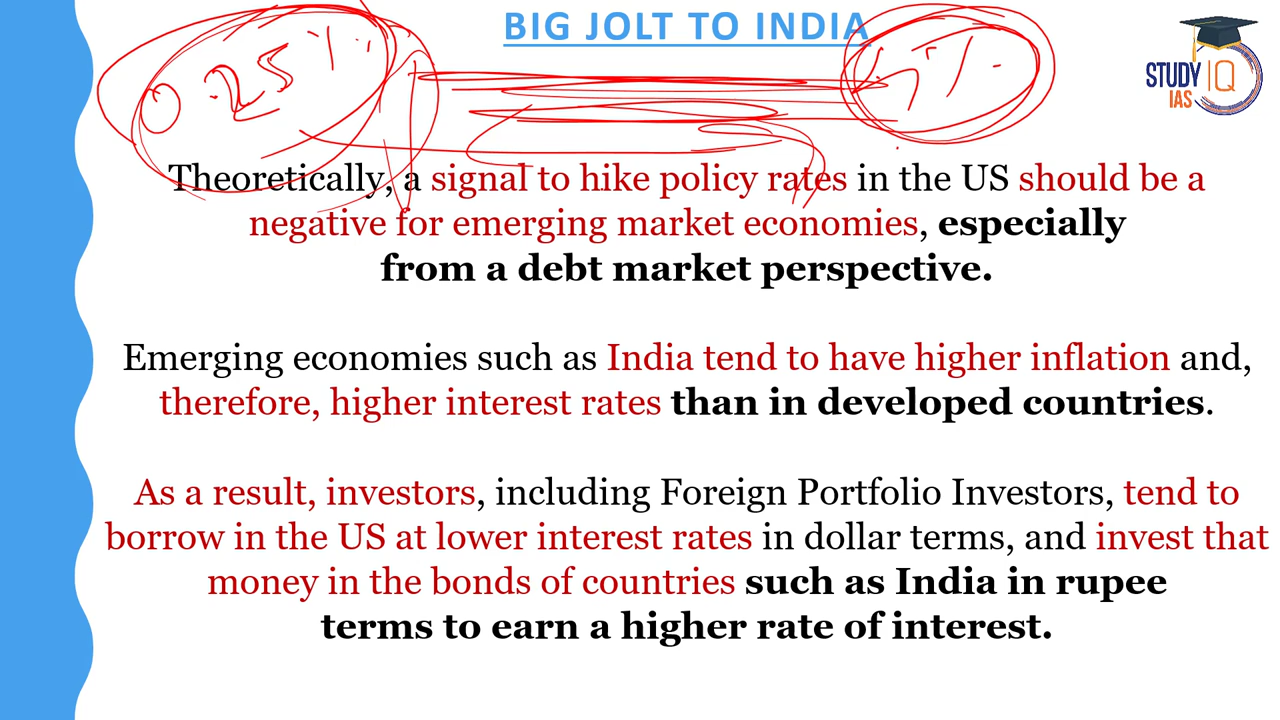 BIG JOLT TO INDIA
STUDY IQ
IAS
0.25%
Theoretically, a signal to hike policy rates in the US should be a
negative for emerging market economies, especially
from a debt market perspective.
Emerging economies such as India tend to have higher inflation and,
therefore, higher interest rates than in developed countries.
As a result, investors, including Foreign Portfolio Investors, tend to
borrow in the US at lower interest rates in dollar terms, and invest that
money in the bonds of countries such as India in rupee
terms to earn a higher rate of interest.